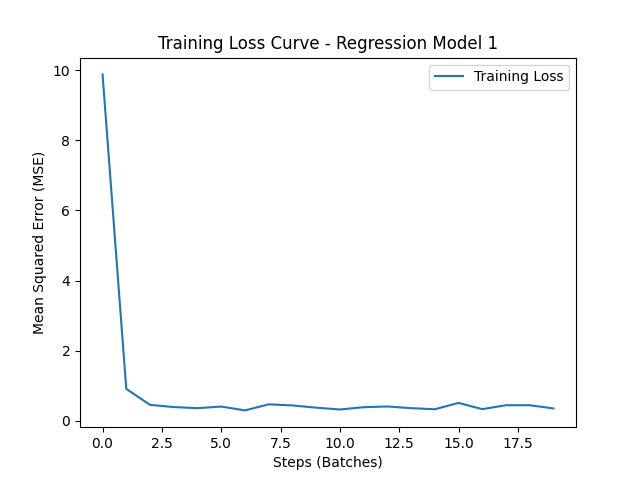 Training Loss Curve - Regression Model 1
Training Loss
Mean Squared Error (MSE)
10
8
6
4
2
0
0.0 2.5 5.0 7.5 10.0 12.5 15.0 17.5
Steps (Batches)